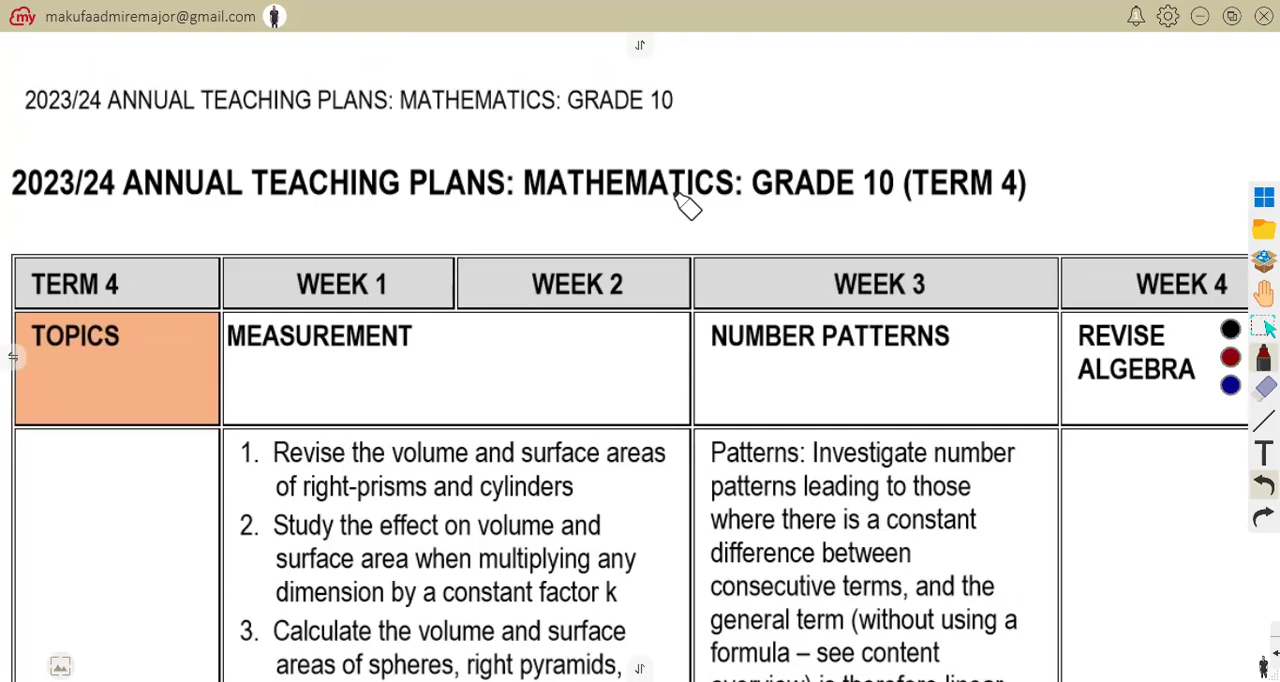 my makufaadmiremajor@gmail.com
2023/24 ANNUAL TEACHING PLANS: MATHEMATICS: GRADE 10
2023/24 ANNUAL TEACHING PLANS: MATHEMATICS: GRADE 10 (TERM 4)
TERM 4 WEEK 1 WEEK 2 WEEK 3 WEEK 4
TOPICS MEASUREMENT NUMBER PATTERNS REVISE
ALGEBRA
1. Revise the volume and surface areas
of right-prisms and cylinders
2. Study the effect on volume and
surface area when multiplying any
dimension by a constant factor k
3. Calculate the volume and surface
areas of spheres, right pyramids,
Patterns: Investigate number
patterns leading to those
where there is a constant
difference between
consecutive terms, and the
general term (without using a
formula – see content
overview) is therefore linear
T